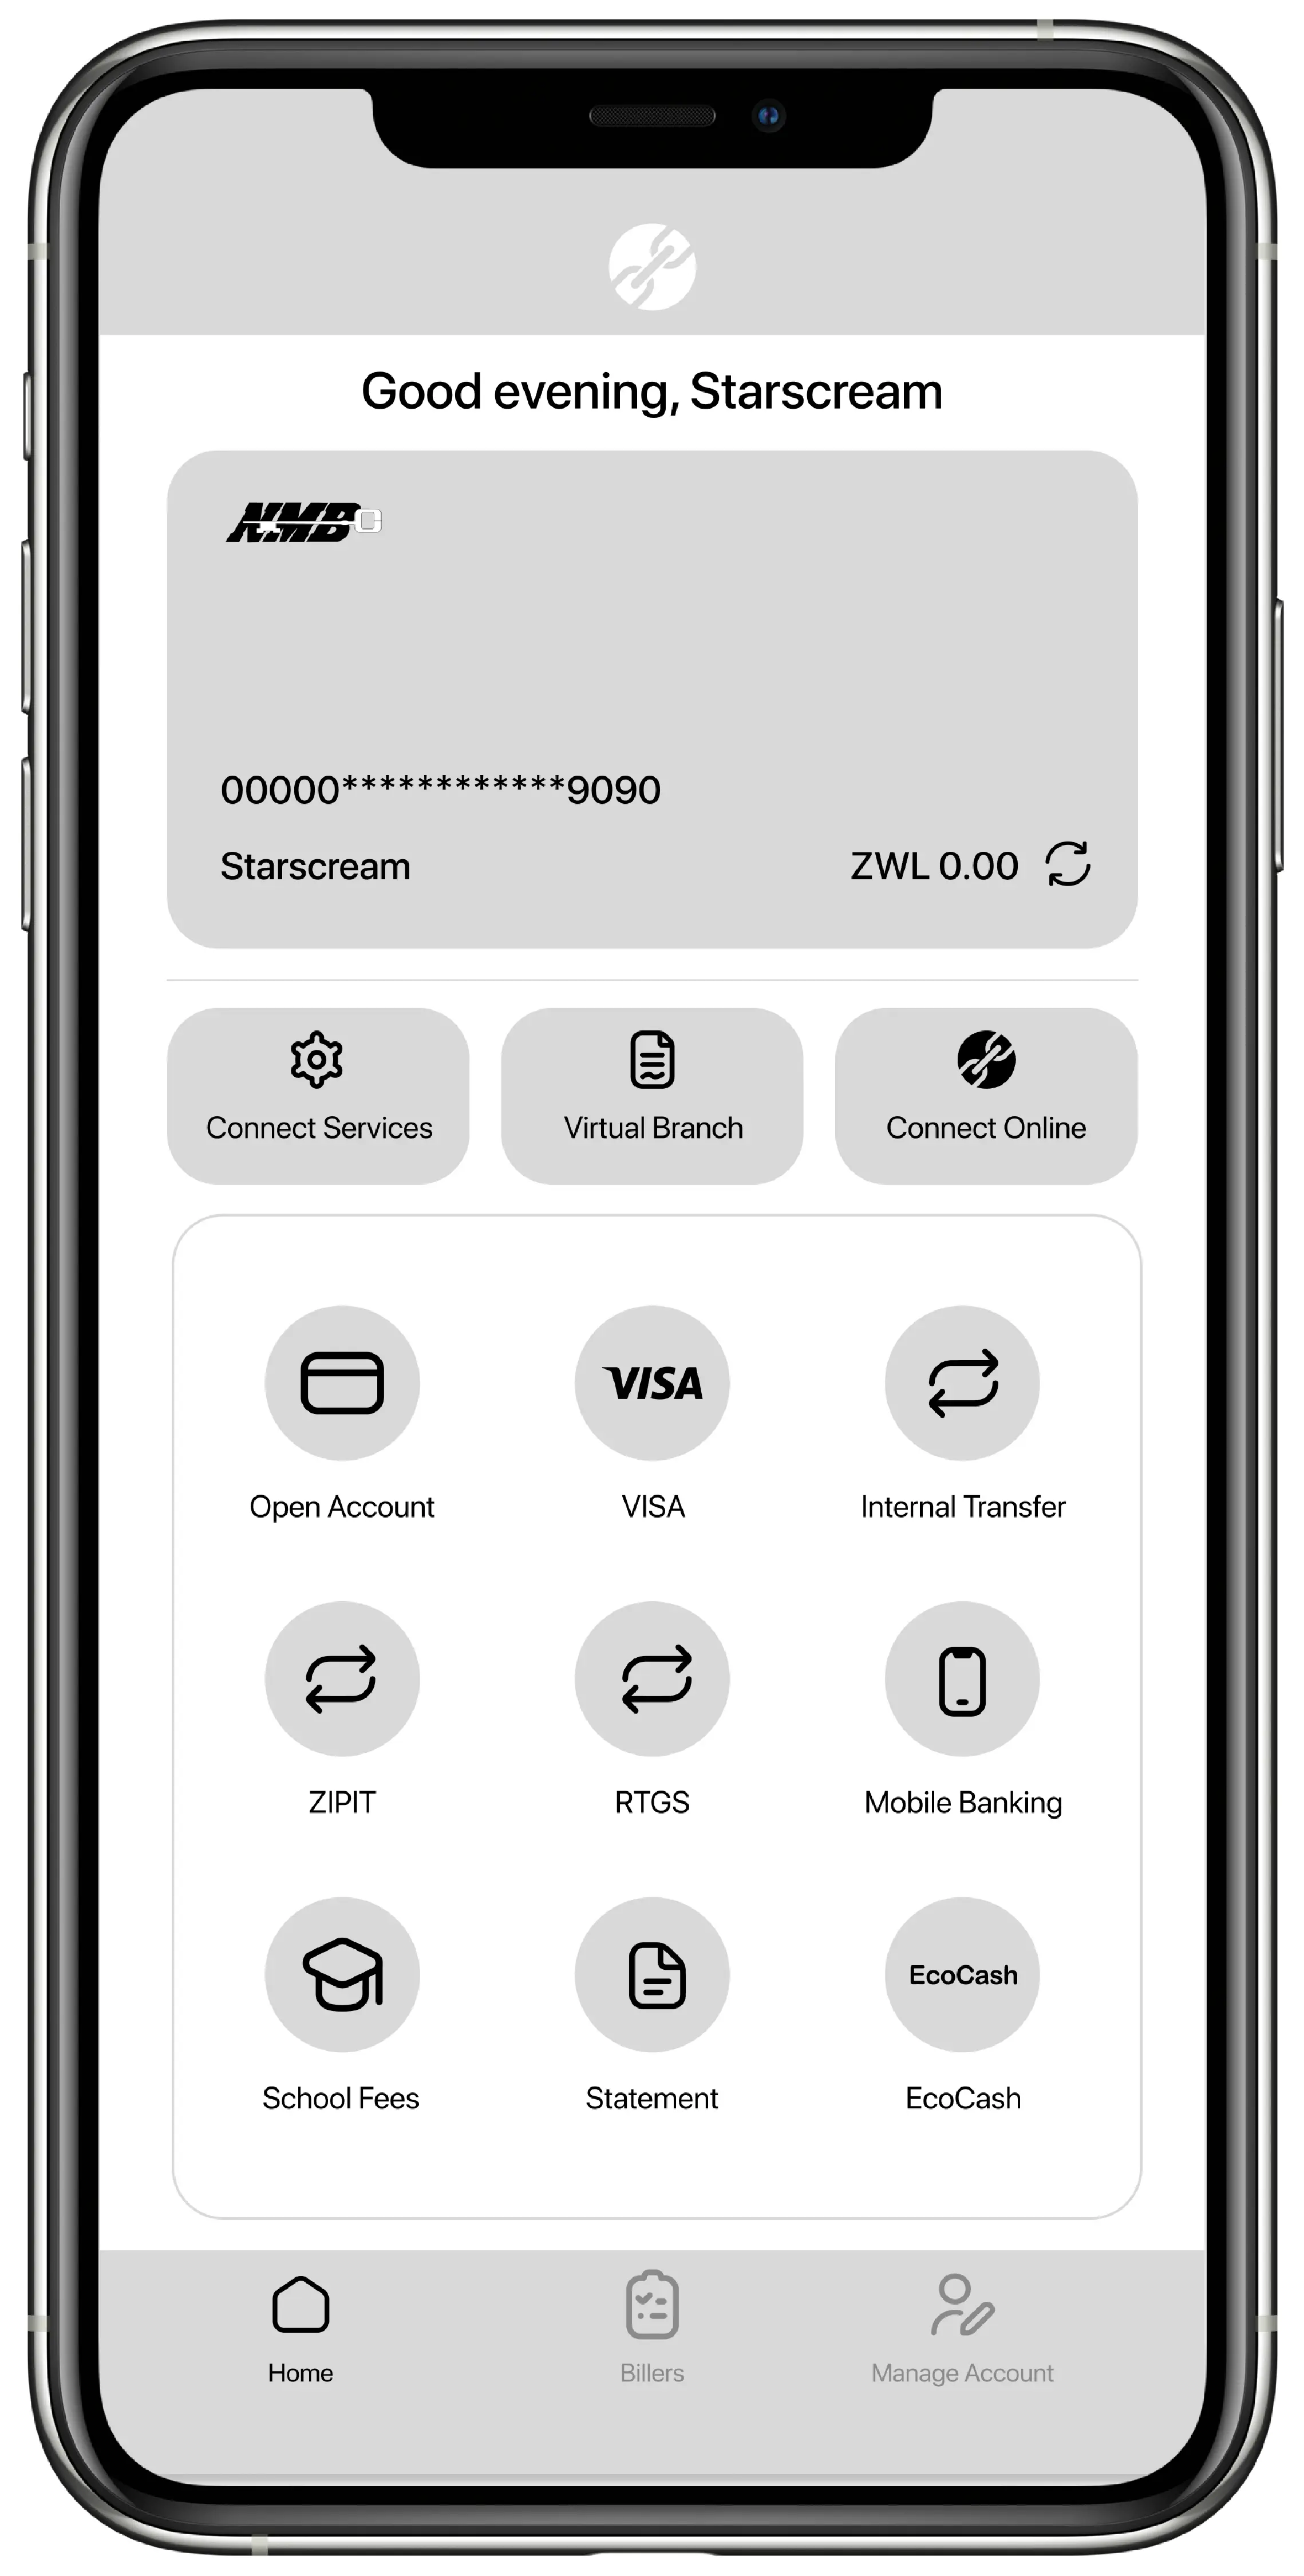 Good evening, Starscream
NMB
00000************9090
Starscream ZWL 0.00
Connect Services Virtual Branch Connect Online
VISA
Open Account VISA Internal Transfer
ZIPIT RTGS Mobile Banking
EcoCash
School Fees Statement EcoCash
Home Billers Manage Account